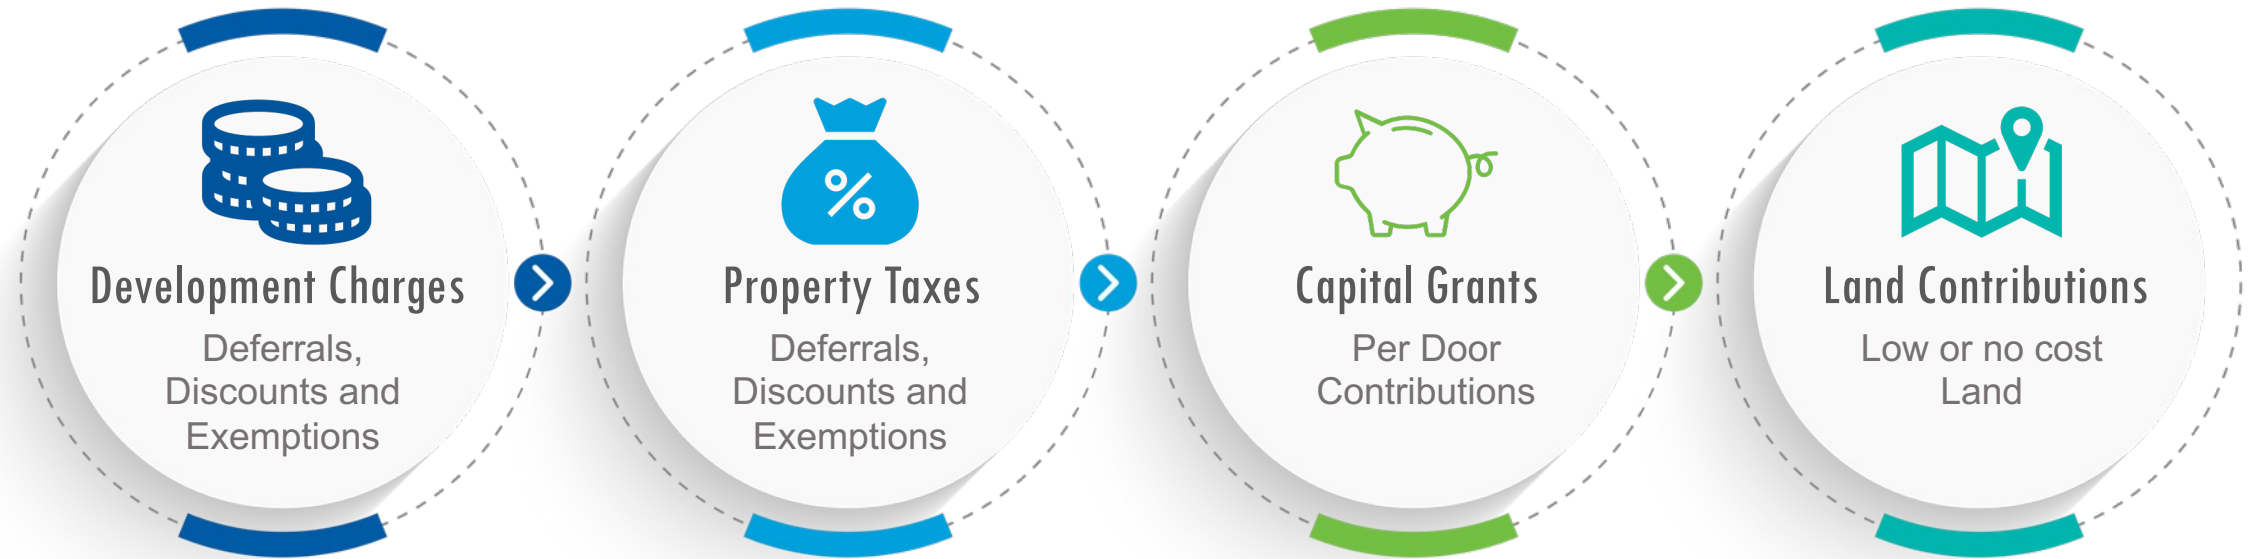 Development Charges
Deferrals,
Discounts and
Exemptions
Property Taxes
Deferrals,
Discounts and
Exemptions
Capital Grants
Per Door
Contributions
Land Contributions
Low or no cost
Land